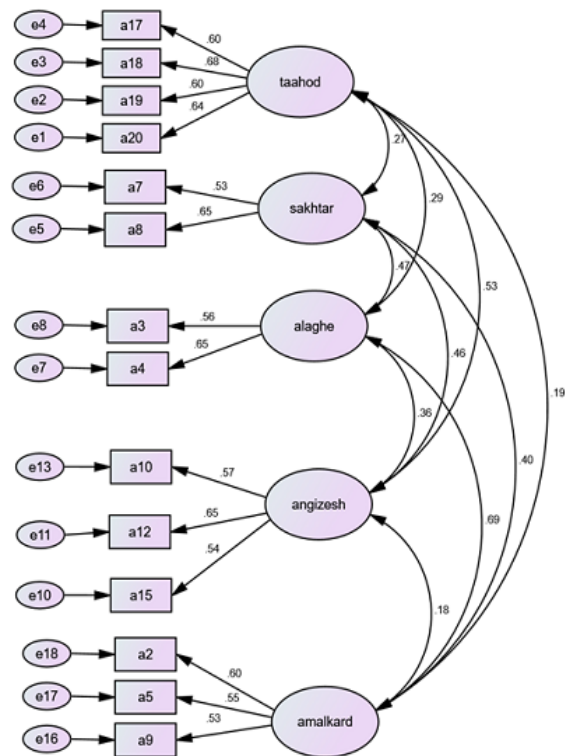 e4 a17 .60
e3 a18 .68 taahod
e2 a19 .60
e1 a20 .64
.27
e6 a7 .53
.29
sakhtar
e5 a8 .65
.47
.53
e8 a3 .56 alaghe
e7 a4 .65
.46
.19
.36
.40
e13 a10 .57
angizesh
e11 a12 .65
.69
e10 a15 .54
.18
e18 a2 .60
e17 a5 .55
amalkard
e16 a9 .53